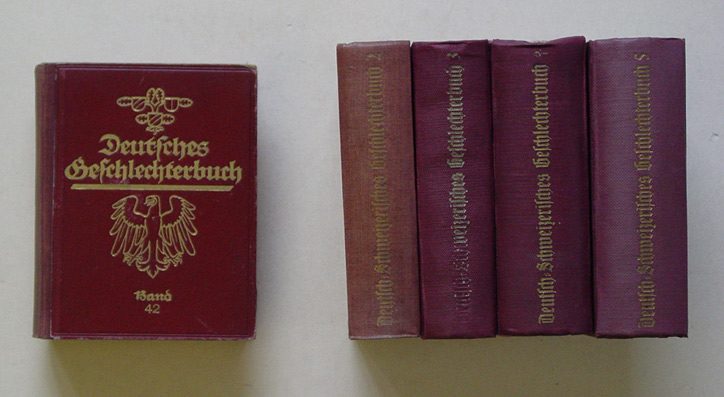 Deutsches
Geschlechterbuch
Band
42
Deutsch-Schweizerisches Geschlechterbuch 2
Deutsch-Schweizerisches Geschlechterbuch 3
Deutsch-Schweizerisches Geschlechterbuch 4
Deutsch-Schweizerisches Geschlechterbuch 5